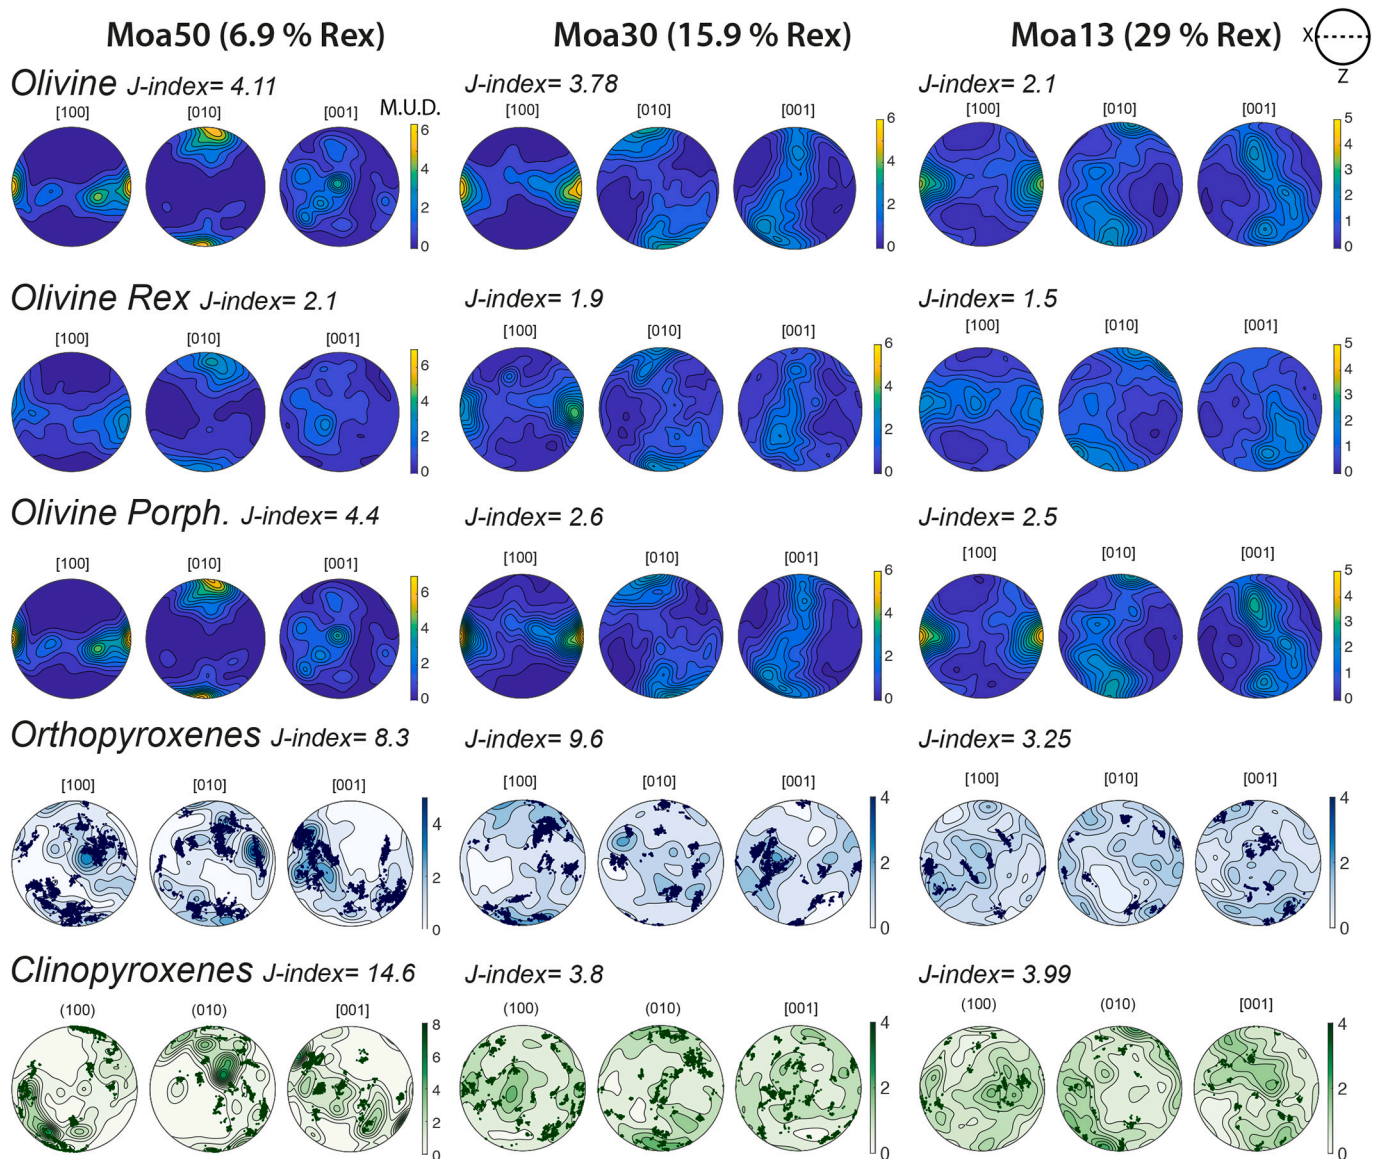 Moa50 (6.9 % Rex) Moa30 (15.9 % Rex) Moa13 (29 % Rex) X Z
Olivine J-index= 4.11 J-index= 3.78 J-index= 2.1
[100] [010] [001] M.U.D. [100] [010] [001] [100] [010] [001]
6 4 2 0 6 4 2 0 5 4 3 2 1 0
Olivine Rex J-index= 2.1 J-index= 1.9 J-index= 1.5
[100] [010] [001] [100] [010] [001] [100] [010] [001]
6 4 2 0 6 4 2 0 5 4 3 2 1 0
Olivine Porph. J-index= 4.4 J-index= 2.6 J-index= 2.5
[100] [010] [001] [100] [010] [001] [100] [010] [001]
6 4 2 0 6 4 2 0 5 4 3 2 1 0
Orthopyroxenes J-index= 8.3 J-index= 9.6 J-index= 3.25
[100] [010] [001] [100] [010] [001] [100] [010] [001]
4 2 0 4 2 0 4 2 0
Clinopyroxenes J-index= 14.6 J-index= 3.8 J-index= 3.99
(100) (010) [001] (100) (010) [001] (100) (010) [001]
8 6 4 2 0 4 2 0 4 2 0